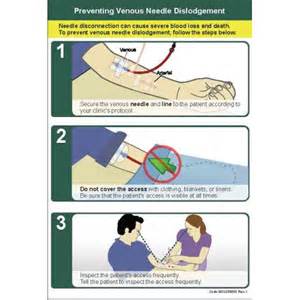 Preventing Venous Needle Dislodgement
Needle disconnection can cause severe blood loss and death.
To prevent venous needle dislodgement, follow the steps below.
1
Venous
Arterial
Secure the venous needle and line to the patient according to
your clinic's protocol.
2
Do not cover the access with clothing, blankets, or linens.
Be sure that the patient's access is visible at all times.
3
Inspect the patient's access frequently.
Tell the patient to inspect the access frequently.